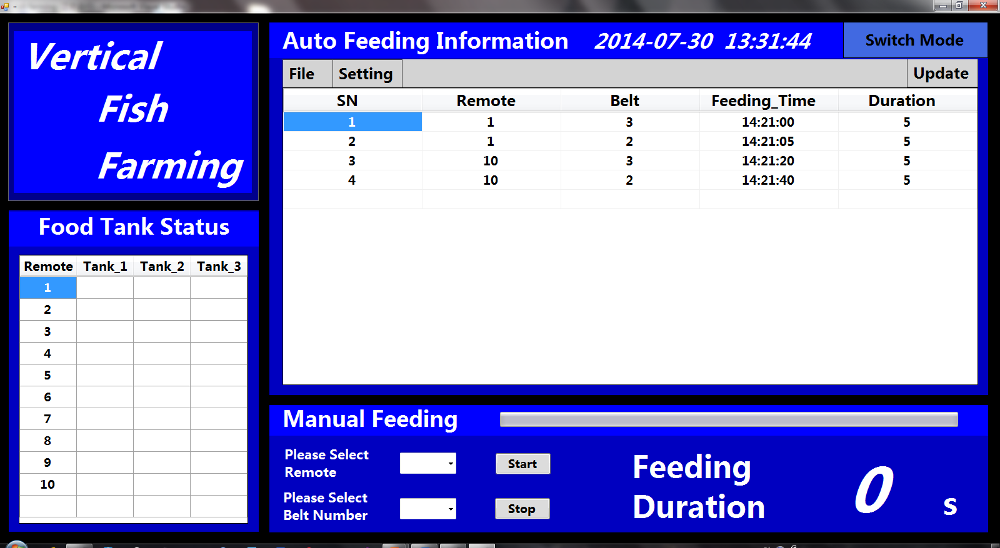 Vertical
Fish
Farming
Food Tank Status
Remote Tank_1 Tank_2 Tank_3
1
2
3
4
5
6
7
8
9
10
Auto Feeding Information 2014-07-30 13:31:44 Switch Mode
File Setting Update
SN Remote Belt Feeding_Time Duration
1 1 3 14:21:00 5
2 1 2 14:21:05 5
3 10 3 14:21:20 5
4 10 2 14:21:40 5
Manual Feeding
Please Select
Remote
Start
Please Select
Belt Number
Stop
Feeding
Duration
0 s